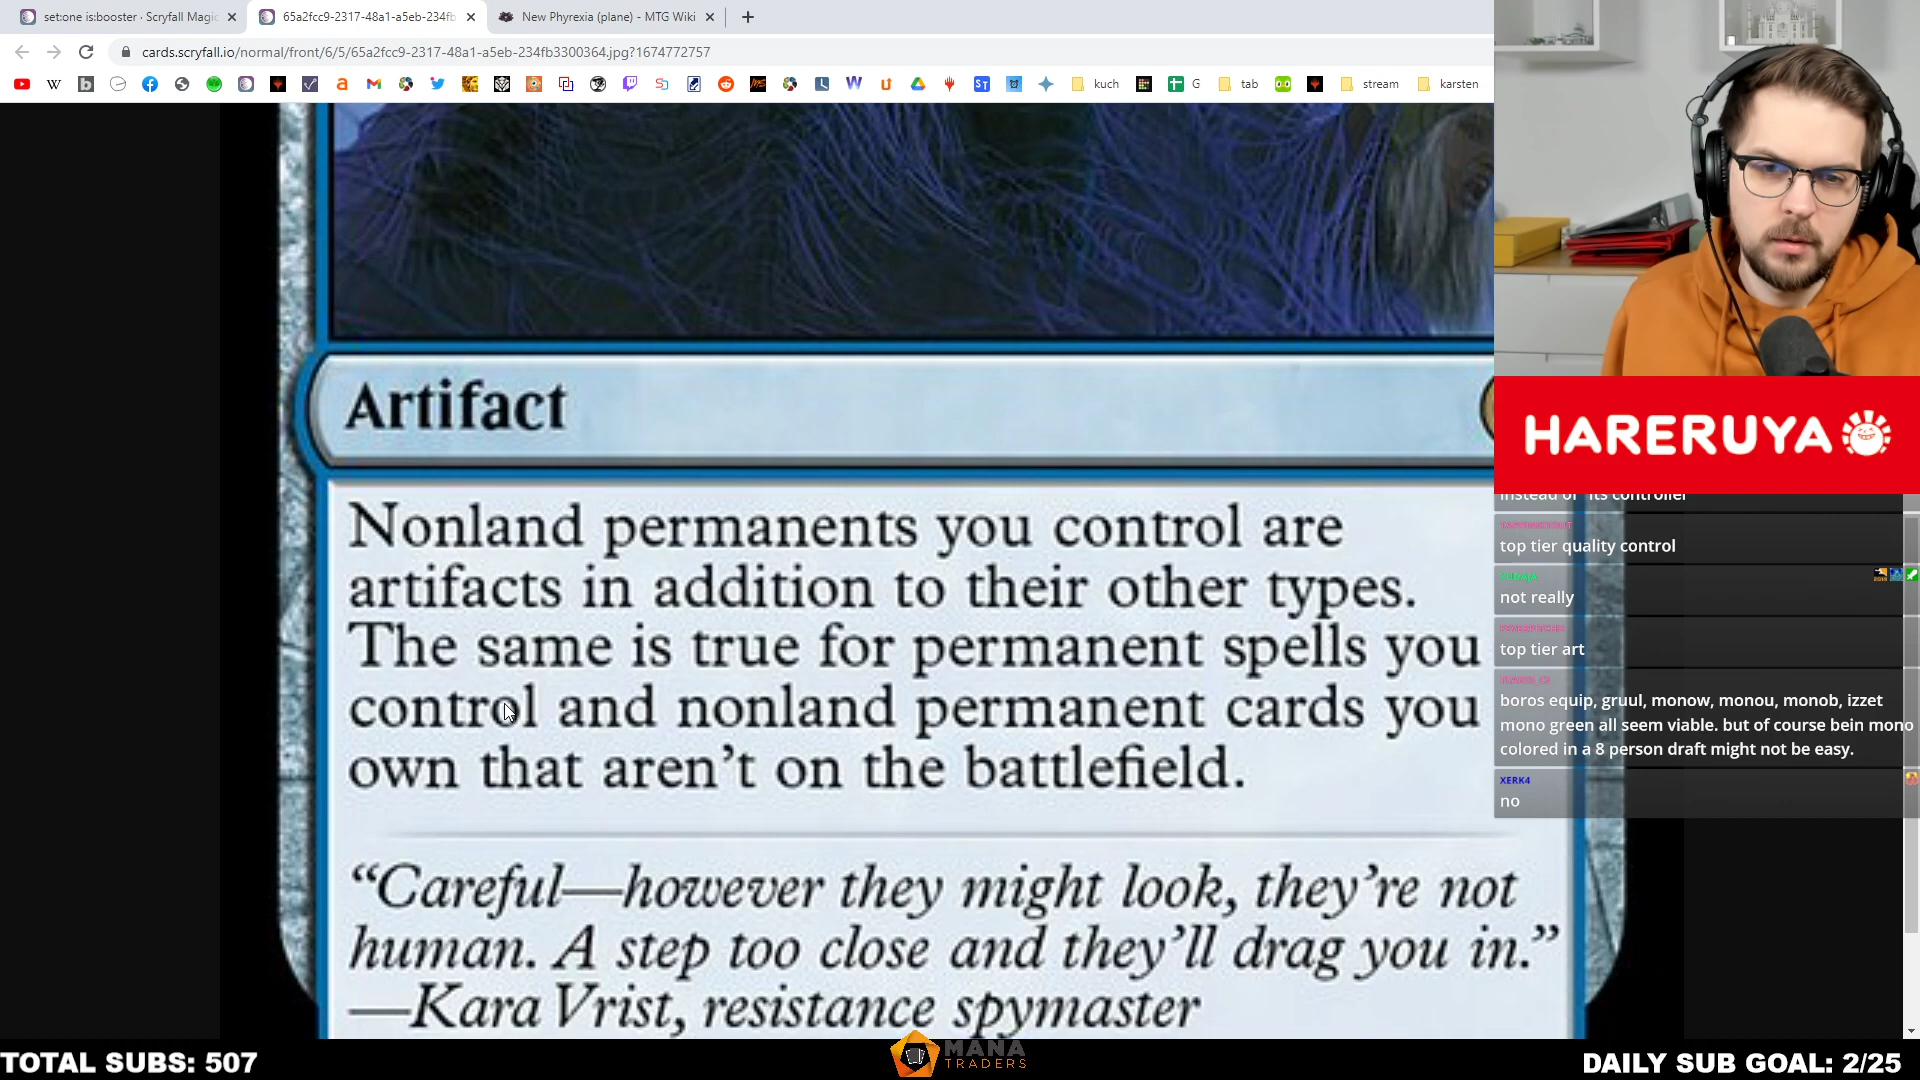 set:one is:booster · Scryfall Magic
65a2fcc9-2317-48a1-a5eb-234fb
New Phyrexia (plane) - MTG Wiki
cards.scryfall.io/normal/front/6/5/65a2fcc9-2317-48a1-a5eb-234fb3300364.jpg?1674772757
kuch
G
tab
stream
karsten
Artifact
Nonland permanents you control are
artifacts in addition to their other types.
The same is true for permanent spells you
control and nonland permanent cards you
own that aren't on the battlefield.
“Careful—however they might look, they're not
human. A step too close and they'll drag you in.”
—Kara Vrist, resistance spymaster
HARERUYA
instead of its controller
top tier quality control
not really
top tier art
boros equip, gruul, monow, monou, monob, izzet
mono green all seem viable. but of course bein mono
colored in a 8 person draft might not be easy.
XERK4
no
TOTAL SUBS: 507
MANA
TRADERS
DAILY SUB GOAL: 2/25